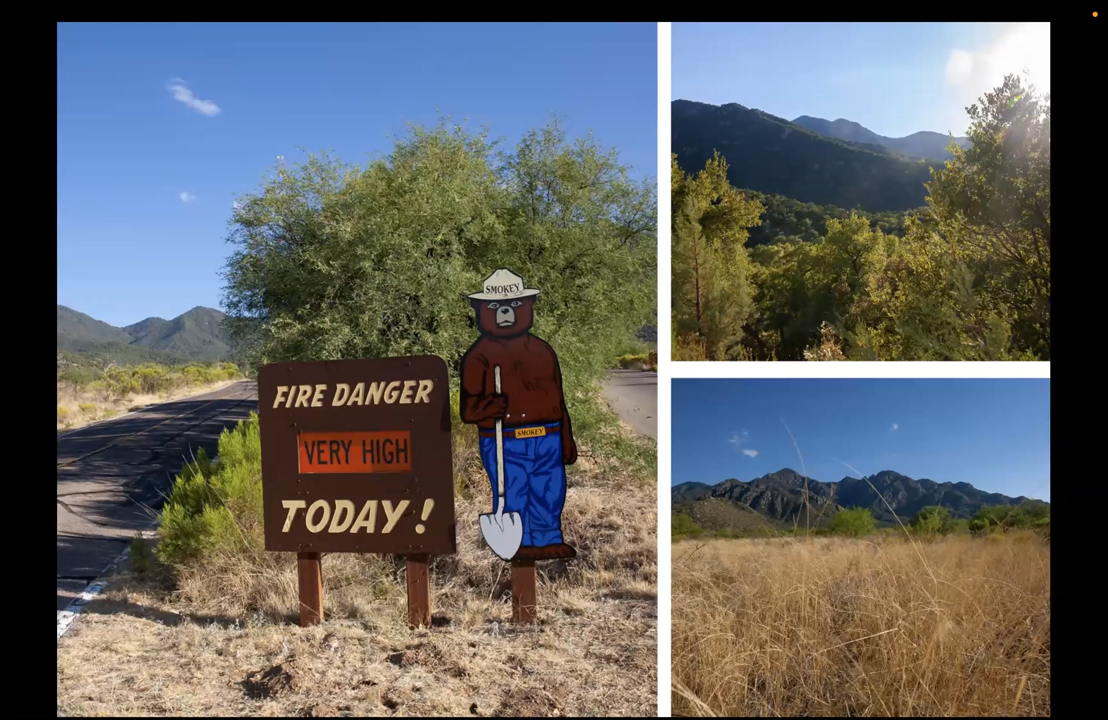 SMOKEY
FIRE DANGER
VERY HIGH
SMOKEY
TODAY!